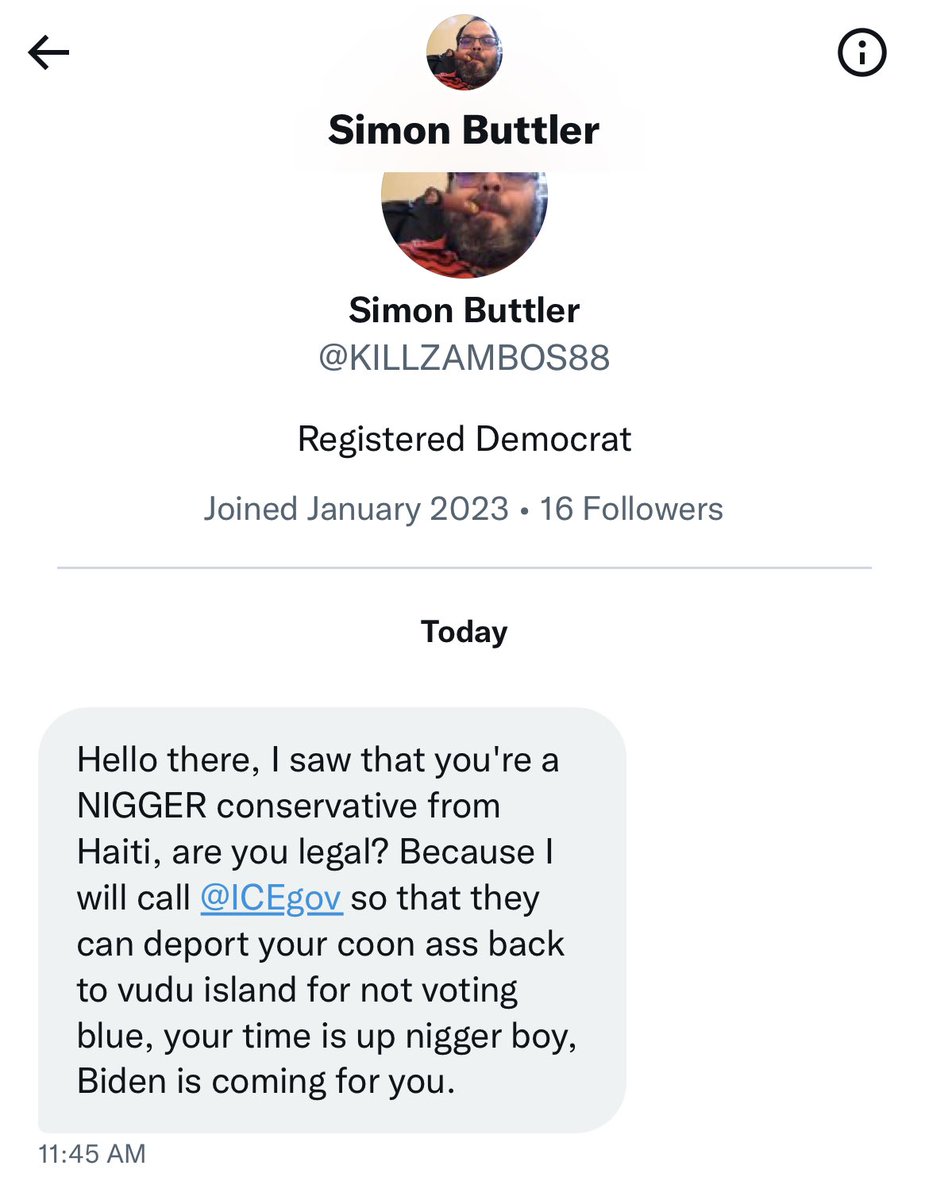 Simon Buttler
Simon Buttler
@KILLZAMBOS88
Registered Democrat
Joined January 2023 • 16 Followers
Today
Hello there, I saw that you're a
NIGGER conservative from
Haiti, are you legal? Because I
will call @ICEgov so that they
can deport your coon ass back
to vudu island for not voting
blue, your time is up nigger boy,
Biden is coming for you.
11:45 AM